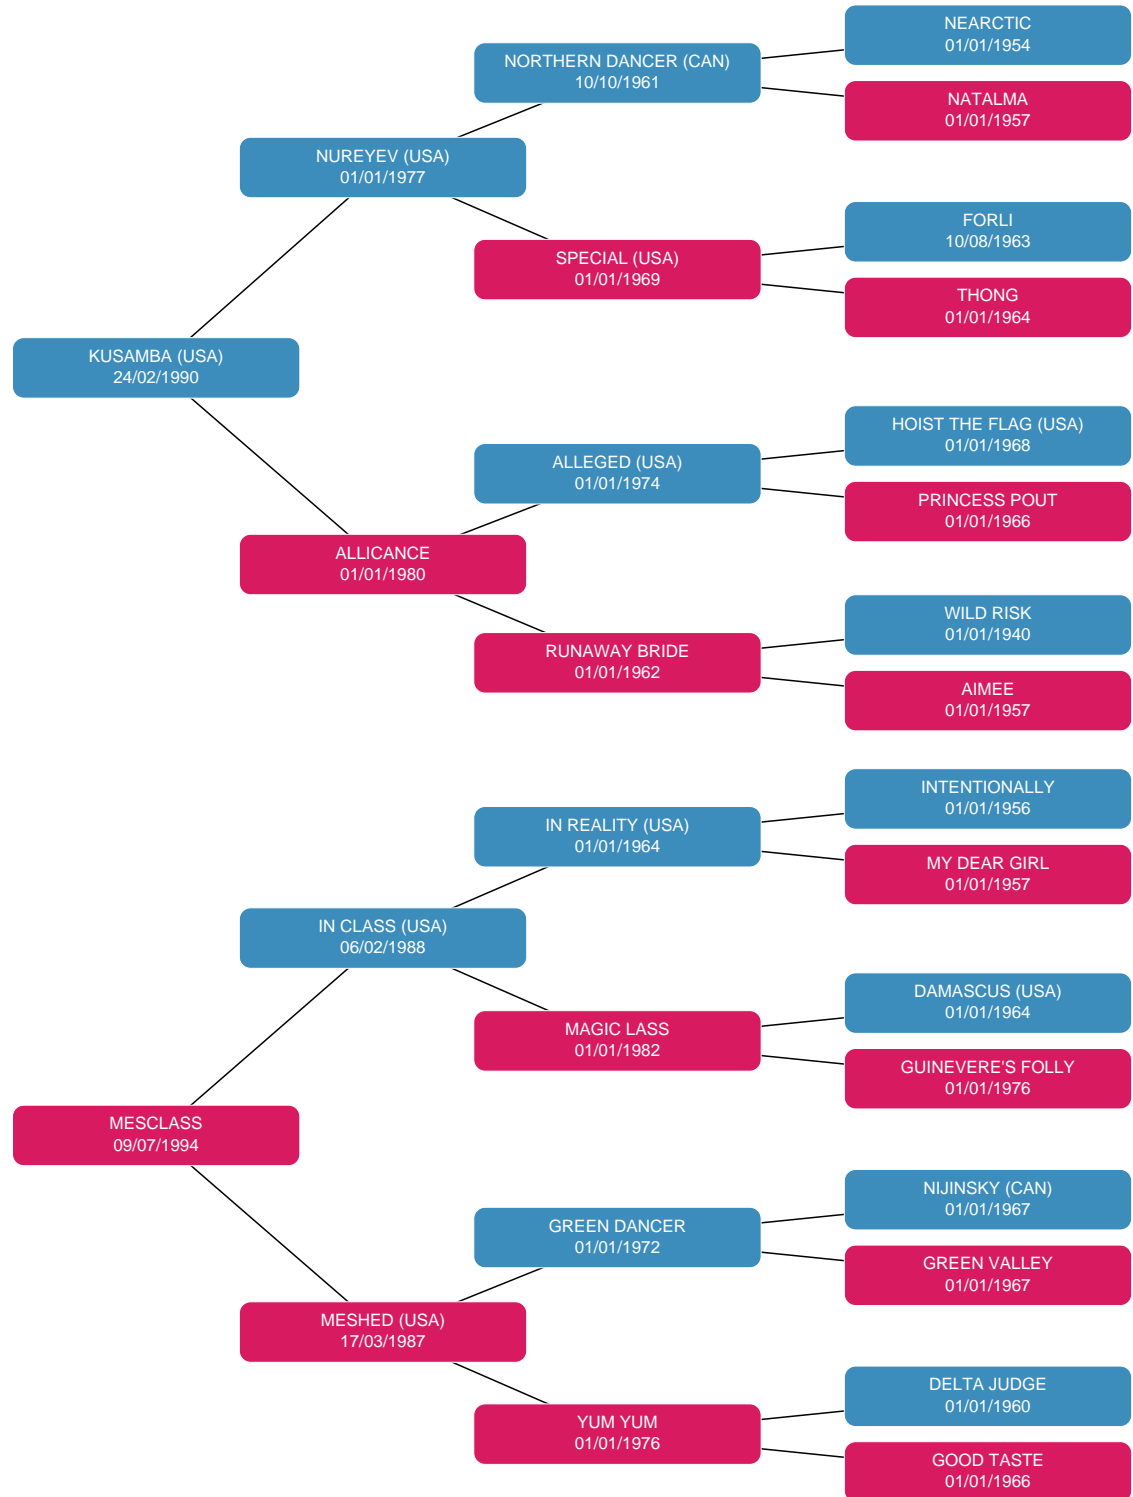 NEARCTIC
01/01/1954
NORTHERN DANCER (CAN)
10/10/1961
NATALMA
01/01/1957
NUREYEV (USA)
01/01/1977
FORLI
10/08/1963
SPECIAL (USA)
01/01/1969
THONG
01/01/1964
KUSAMBA (USA)
24/02/1990
HOIST THE FLAG (USA)
01/01/1968
ALLEGED (USA)
01/01/1974
PRINCESS POUT
01/01/1966
ALLICANCE
01/01/1980
WILD RISK
01/01/1940
RUNAWAY BRIDE
01/01/1962
AIMEE
01/01/1957
INTENTIONALLY
01/01/1956
IN REALITY (USA)
01/01/1964
MY DEAR GIRL
01/01/1957
IN CLASS (USA)
06/02/1988
DAMASCUS (USA)
01/01/1964
MAGIC LASS
01/01/1982
GUINEVERE'S FOLLY
01/01/1976
MESCLASS
09/07/1994
NIJINSKY (CAN)
01/01/1967
GREEN DANCER
01/01/1972
GREEN VALLEY
01/01/1967
MESHED (USA)
17/03/1987
DELTA JUDGE
01/01/1960
YUM YUM
01/01/1976
GOOD TASTE
01/01/1966